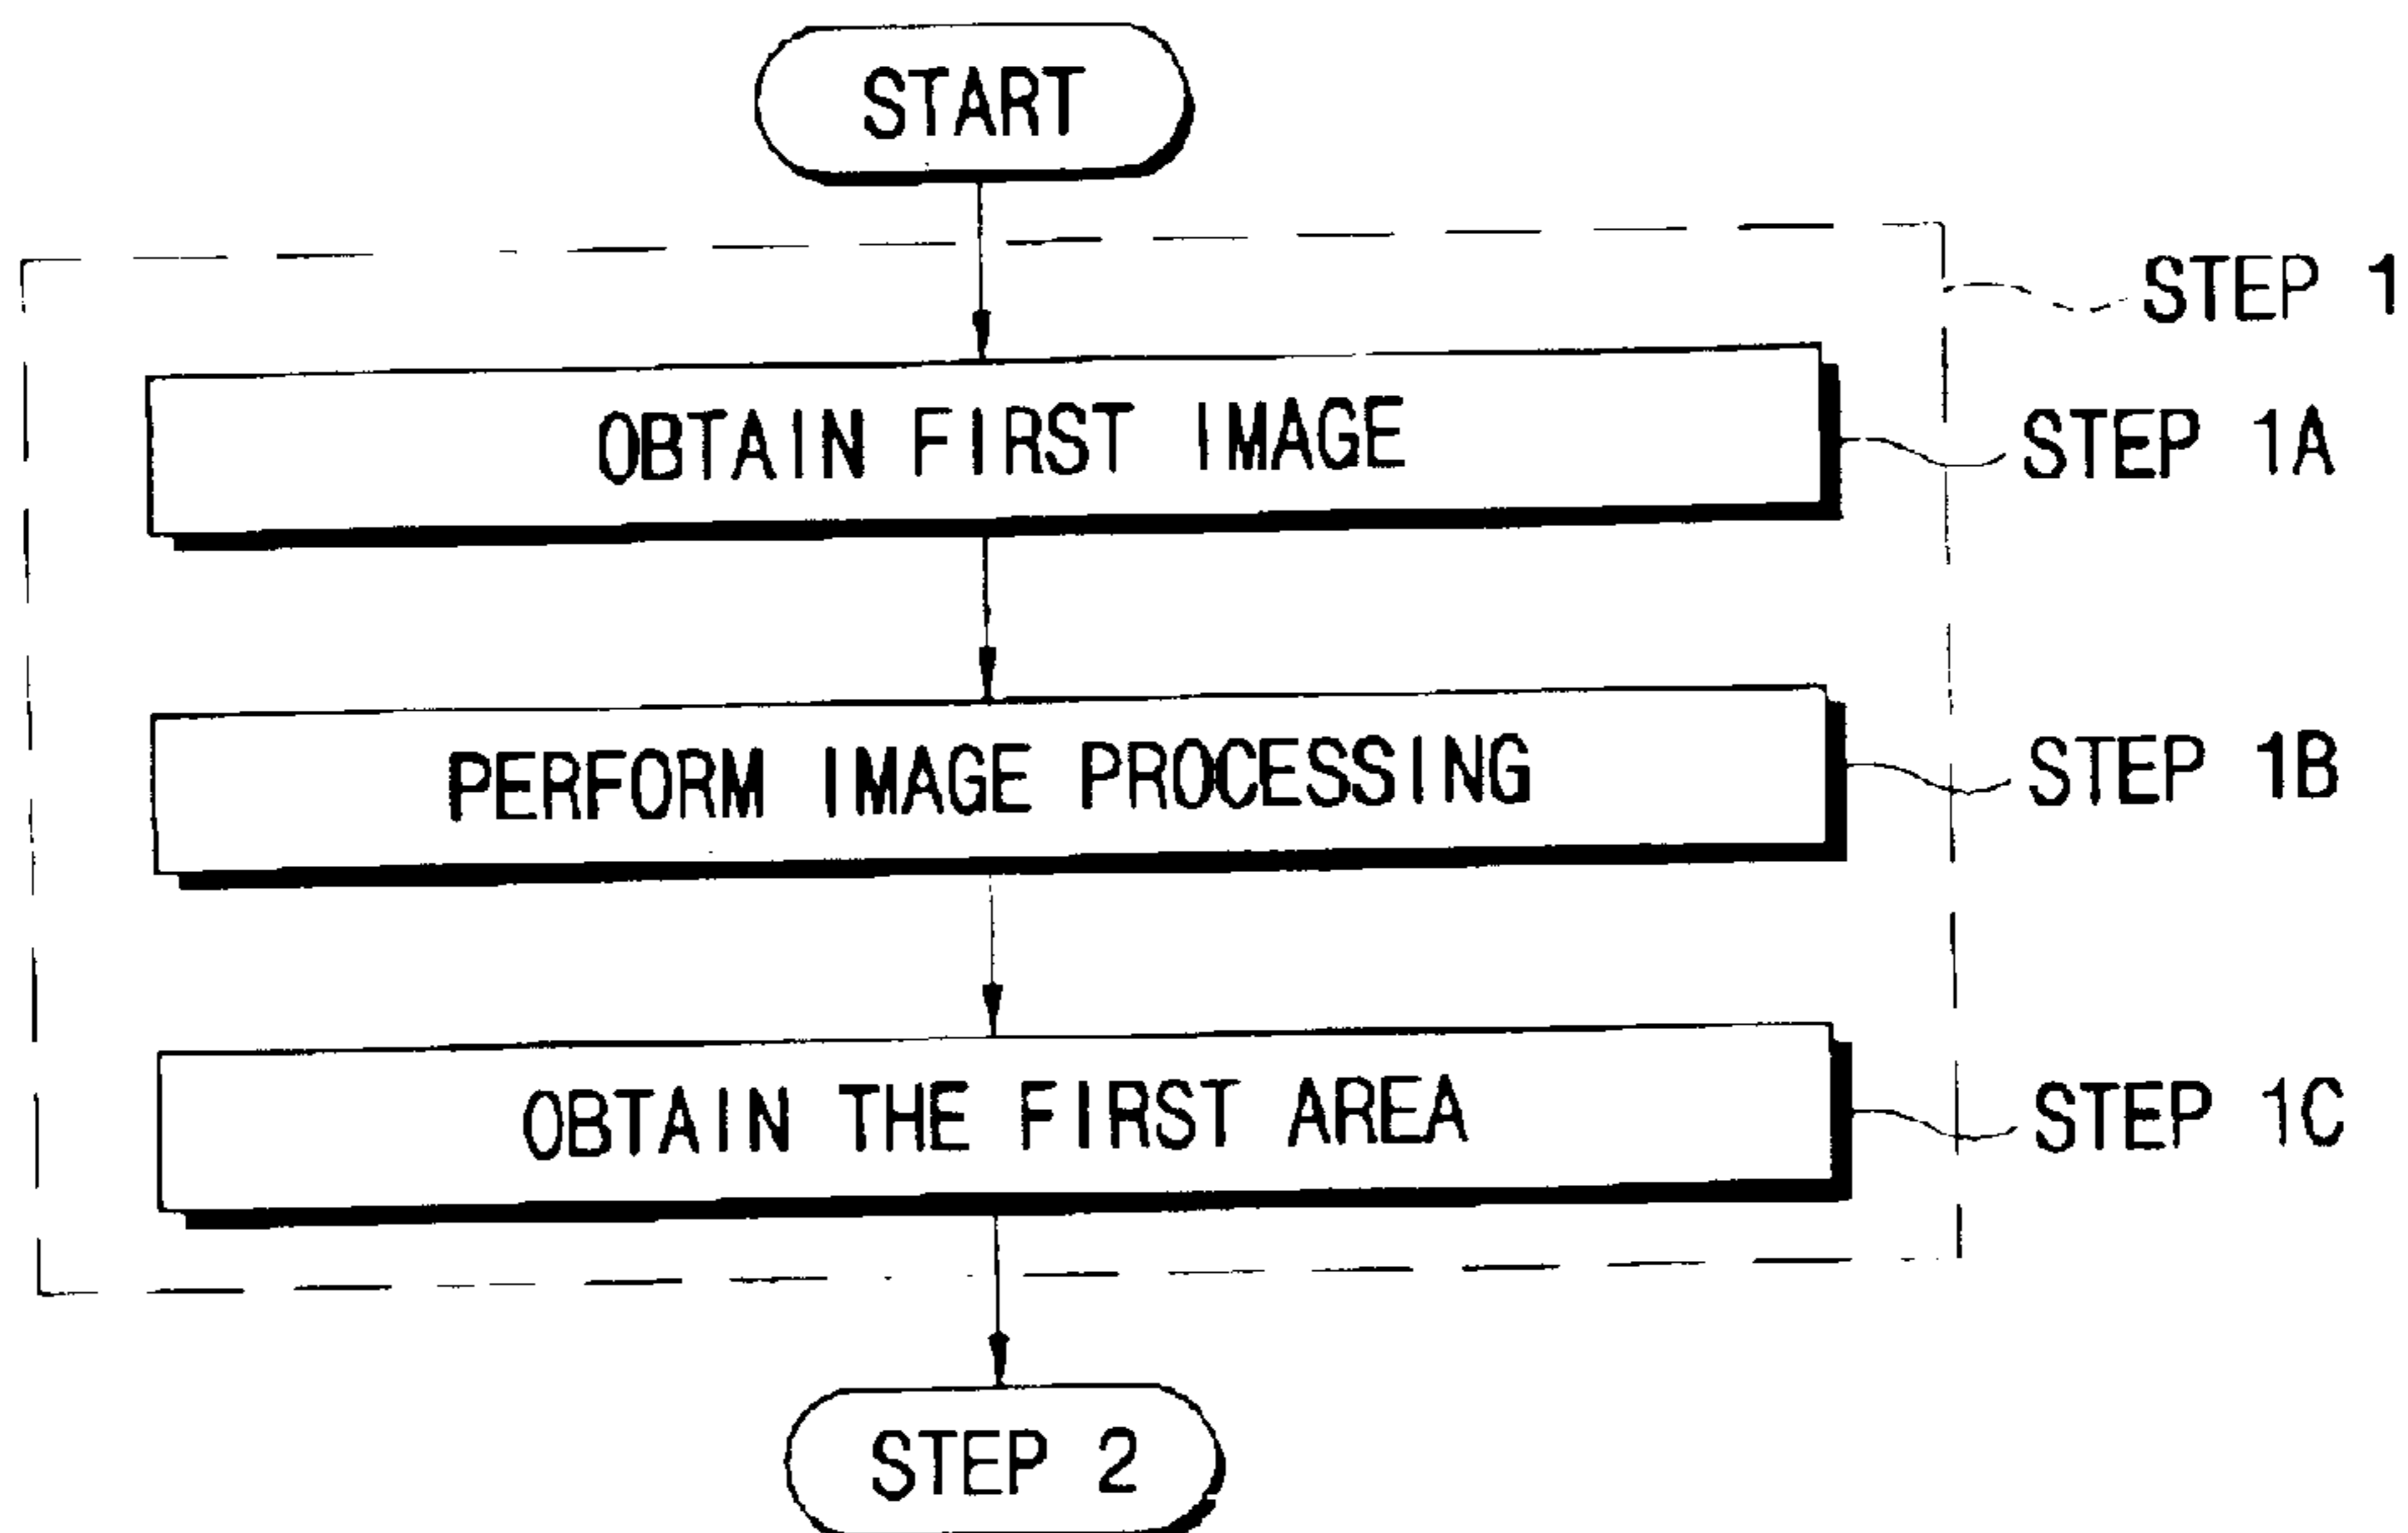 START
STEP 1
OBTAIN FIRST IMAGE
STEP 1A
PERFORM IMAGE PROCESSING
STEP 1B
OBTAIN THE FIRST AREA
STEP 1C
STEP 2